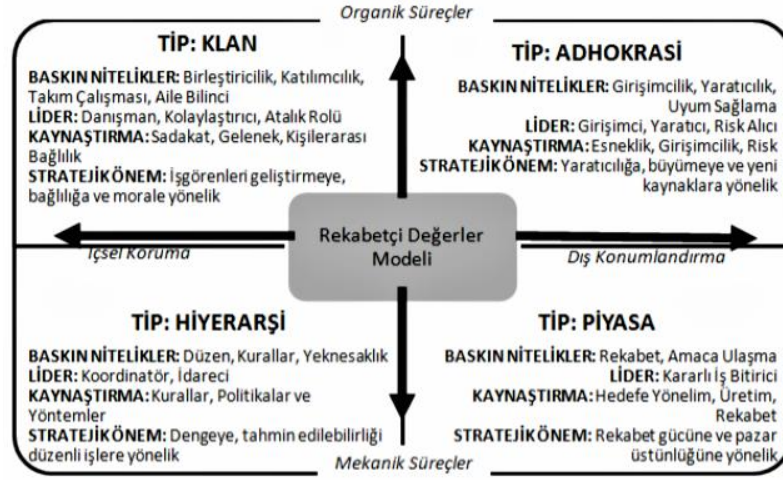 Organik Süreçler
TİP: KLAN
BASKIN NİTELİKLER: Birleştiricilik, Katılımcılık,
Takım Çalışması, Aile Bilinci
LİDER: Danışman, Kolaylaştırıcı, Atalık Rolü
KAYNAŞTIRMA: Sadakat, Gelenek, Kişilerarası
Bağlılık
STRATEJİK ÖNEM: İşgörenleri geliştirmeye,
bağlılığa ve morale yönelik
TİP: ADHOKRASİ
BASKIN NİTELİKLER: Girişimcilik, Yaratıcılık,
Uyum Sağlama
LİDER: Girişimci, Yaratıcı, Risk Alıcı
KAYNAŞTIRMA: Esneklik, Girişimcilik, Risk
STRATEJİK ÖNEM: Yaratıcılığa, büyümeye ve yeni
kaynaklara yönelik
İçsel Koruma
Rekabetçi Değerler
Modeli
Dış Konumlandırma
TİP: HİYERARŞİ
BASKIN NİTELİKLER: Düzen, Kurallar, Yeknesaklık
LİDER: Koordinatör, İdareci
KAYNAŞTIRMA: Kurallar, Politikalar ve
Yöntemler
STRATEJİK ÖNEM: Dengeye, tahmin edilebilirliği
düzenli işlere yönelik
TİP: PİYASA
BASKIN NİTELİKLER: Rekabet, Amaca Ulaşma
LİDER: Kararlı İş Bitirici
KAYNAŞTIRMA: Hedefe Yönelim, Üretim,
Rekabet
STRATEJİK ÖNEM: Rekabet gücüne ve pazar
üstünlüğüne yönelik
Mekanik Süreçler